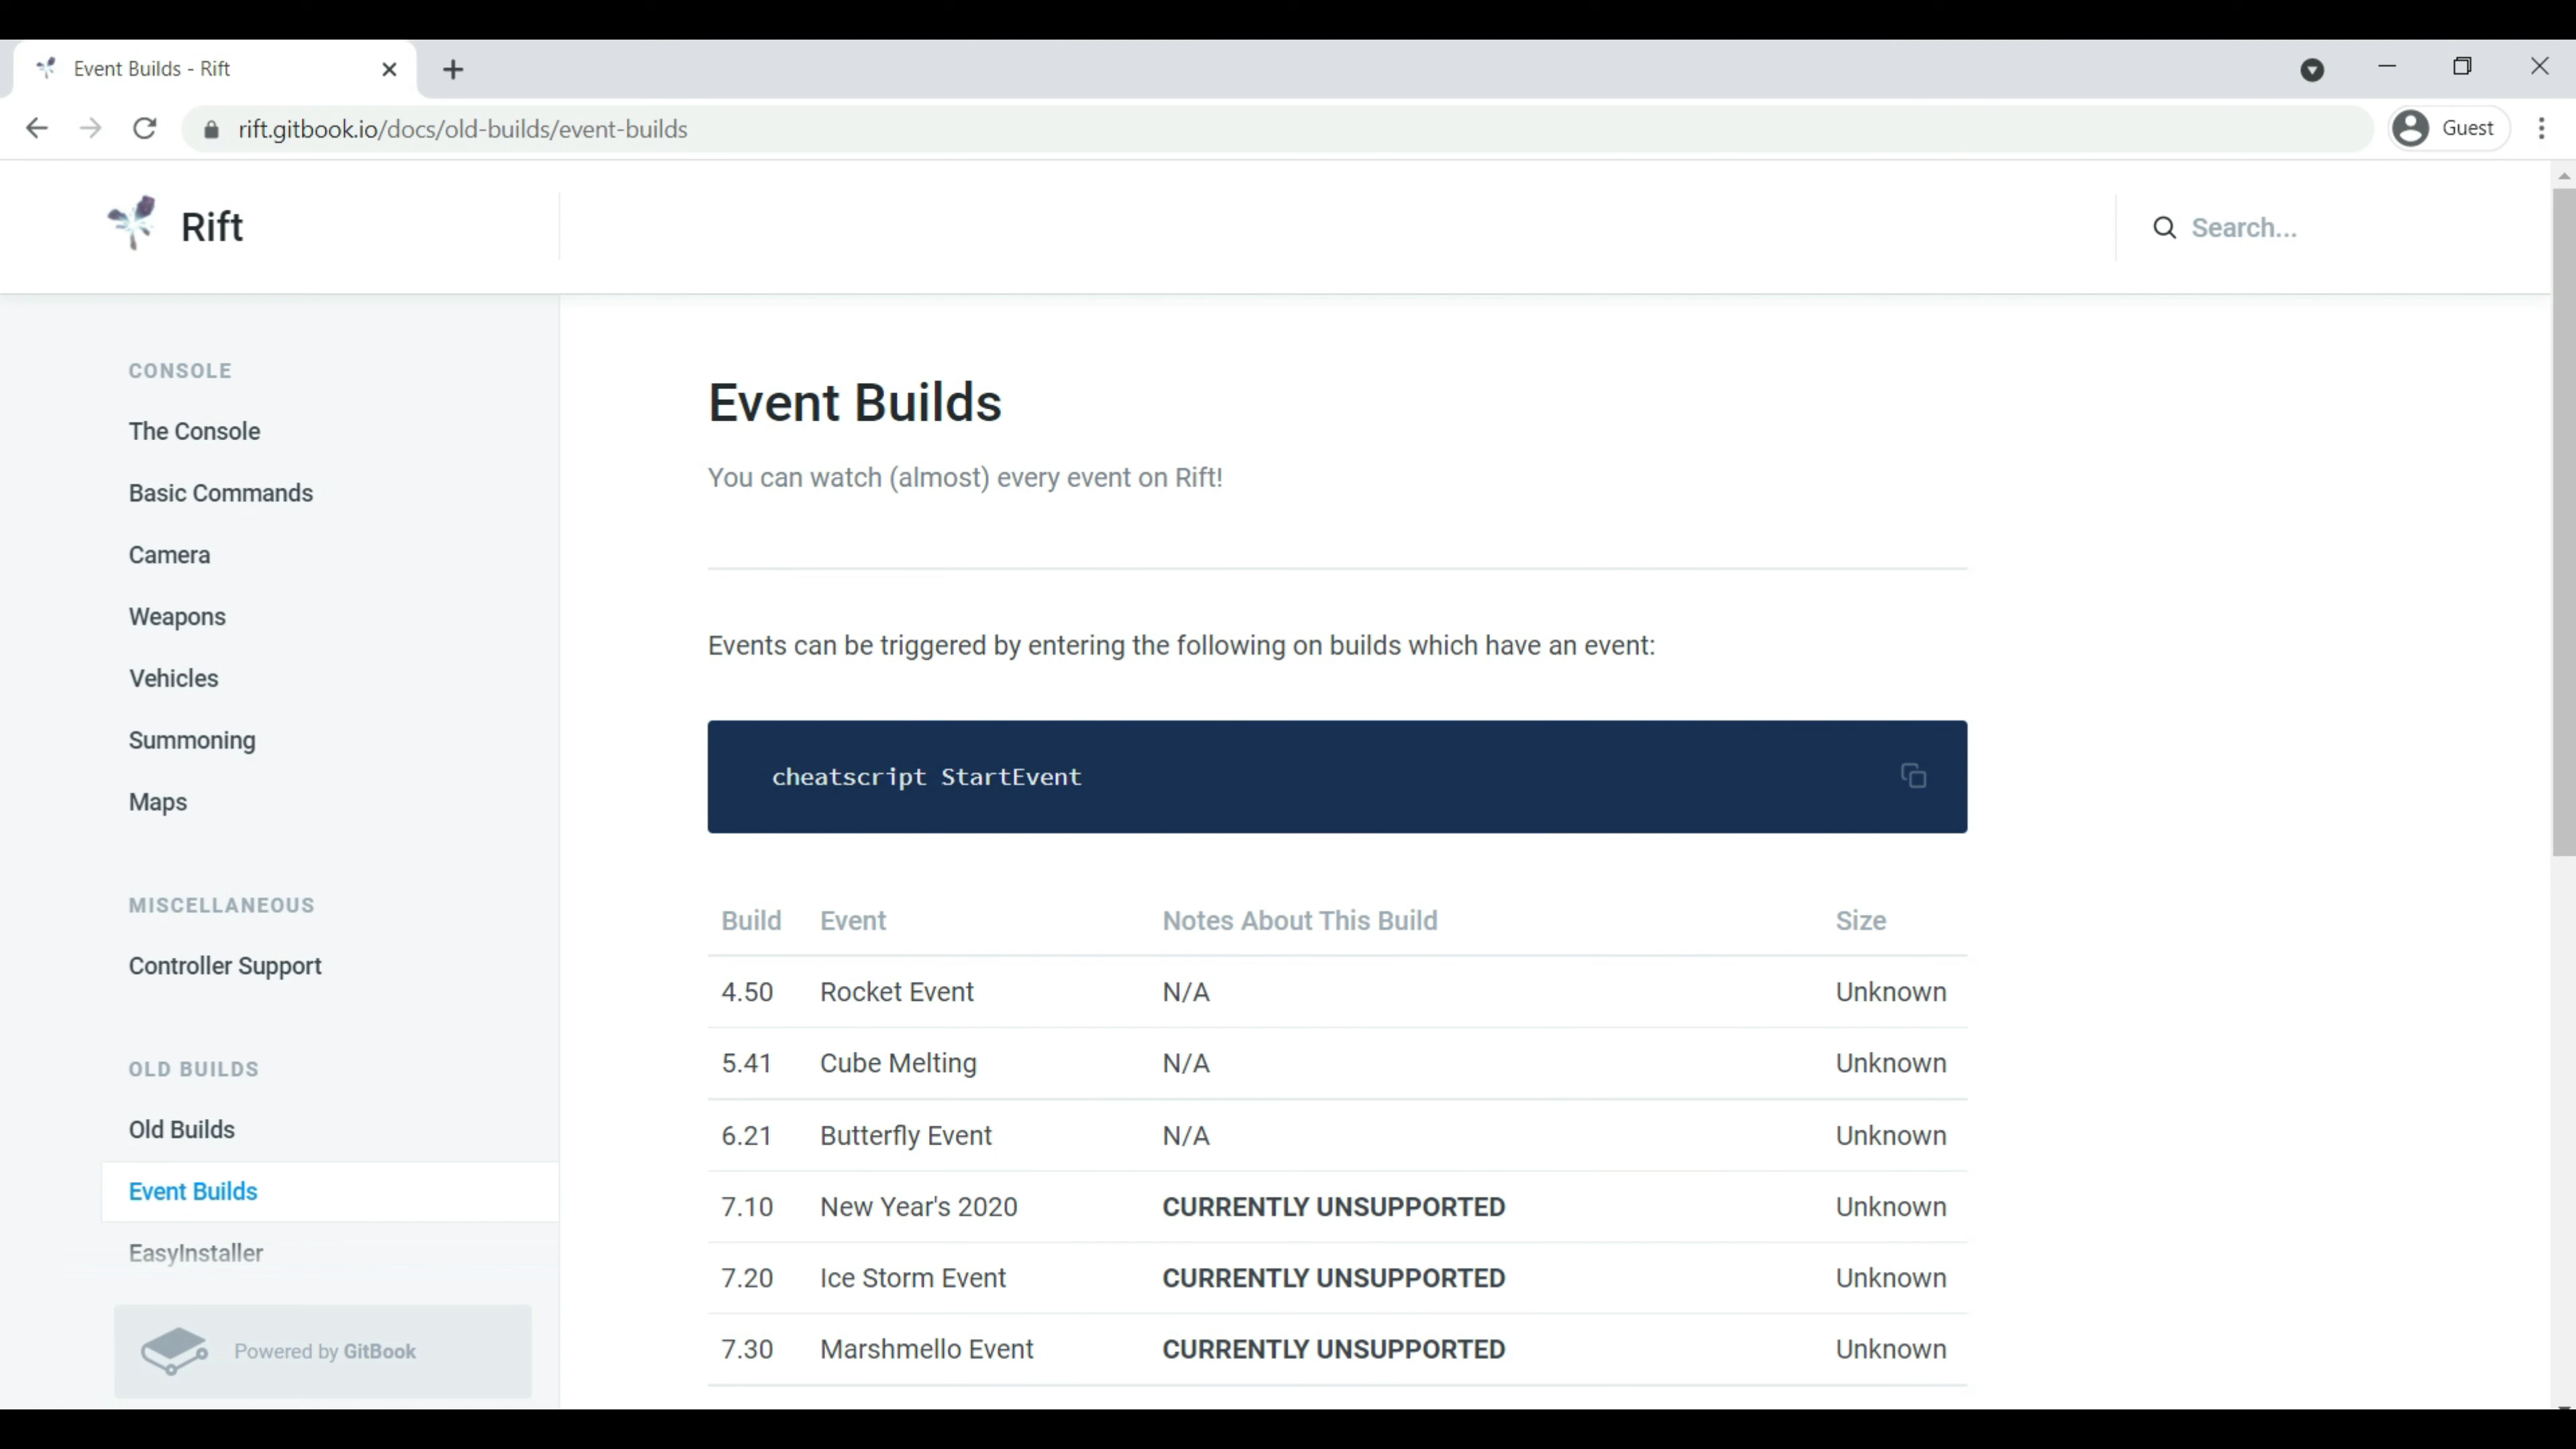 Event Builds - Rift
rift.gitbook.io/docs/old-builds/event-builds
Guest
Rift
Search...
CONSOLE
The Console
Basic Commands
Camera
Weapons
Vehicles
Summoning
Maps
MISCELLANEOUS
Controller Support
OLD BUILDS
Old Builds
Event Builds
EasyInstaller
Powered by GitBook
Event Builds
You can watch (almost) every event on Rift!
Events can be triggered by entering the following on builds which have an event:
cheatscript StartEvent
Build Event Notes About This Build Size
4.50 Rocket Event N/A Unknown
5.41 Cube Melting N/A Unknown
6.21 Butterfly Event N/A Unknown
7.10 New Year's 2020 CURRENTLY UNSUPPORTED Unknown
7.20 Ice Storm Event CURRENTLY UNSUPPORTED Unknown
7.30 Marshmello Event CURRENTLY UNSUPPORTED Unknown